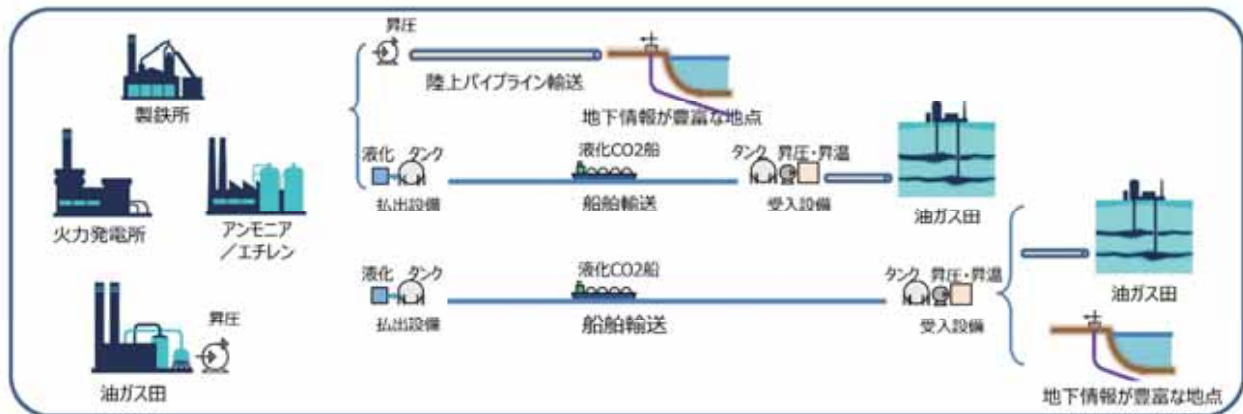 昇圧
陸上パイプライン輸送
地下情報が豊富な地点
製鉄所
液化 タンク
液化CO2船
タンク 昇圧・昇温
払出設備
船舶輸送
受入設備
油ガス田
火力発電所
アンモニア
／エチレン
液化 タンク
液化CO2船
タンク 昇圧・昇温
払出設備
船舶輸送
受入設備
油ガス田
昇圧
油ガス田
地下情報が豊富な地点